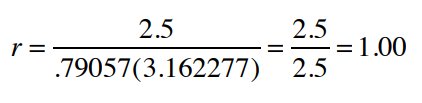 r = 2.5 / .79057(3.162277) = 2.5 / 2.5 = 1.00